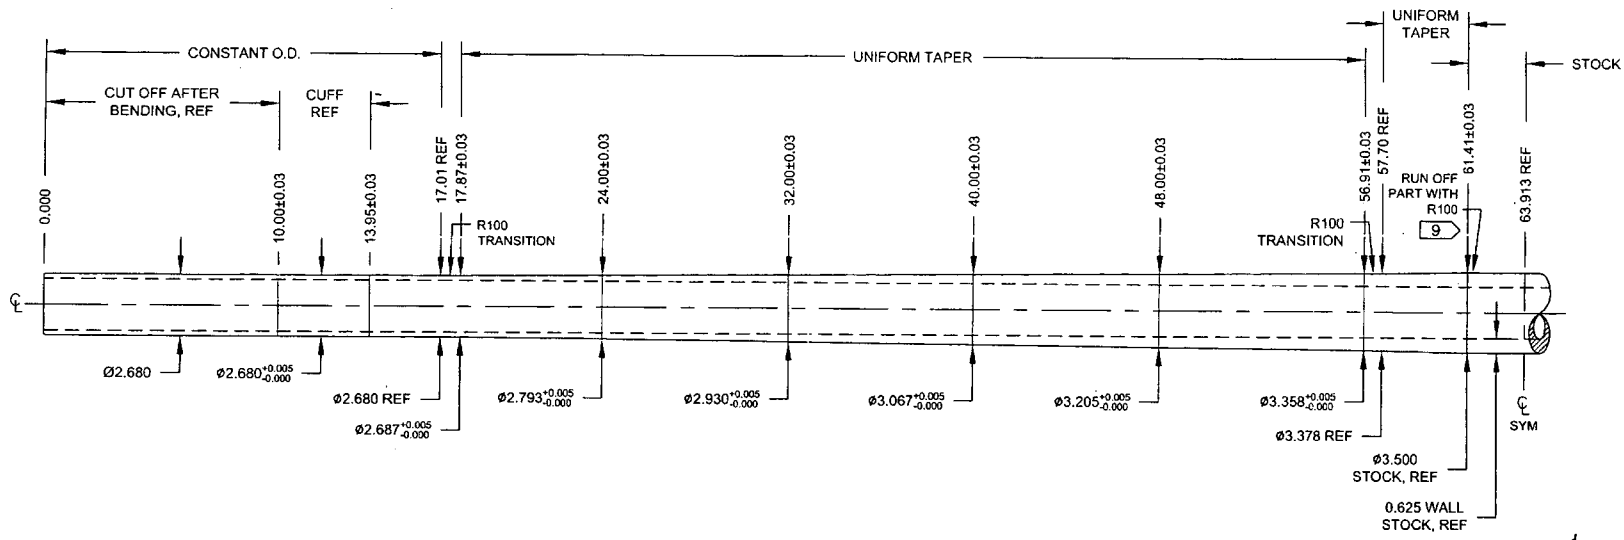 UNIFORM
TAPER
CONSTANT O.D.
UNIFORM TAPER
STOCK
CUT OFF AFTER
BENDING, REF
CUFF
REF
0.000
10.00±0.03
13.95±0.03
17.01 REF
17.87±0.03
24.00±0.03
32.00±0.03
40.00±0.03
48.00±0.03
56.91±0.03
57.70 REF
61.41±0.03
63.913 REF
R100
TRANSITION
R100
TRANSITION
RUN OFF
PART WITH
R100
9
℄
Ø2.680
Ø2.680 +0.005 -0.000
Ø2.680 REF
Ø2.687 +0.005 -0.000
Ø2.793 +0.005 -0.000
Ø2.930 +0.005 -0.000
Ø3.067 +0.005 -0.000
Ø3.205 +0.005 -0.000
Ø3.358 +0.005 -0.000
Ø3.378 REF
Ø3.500
STOCK, REF
0.625 WALL
STOCK, REF
℄
SYM